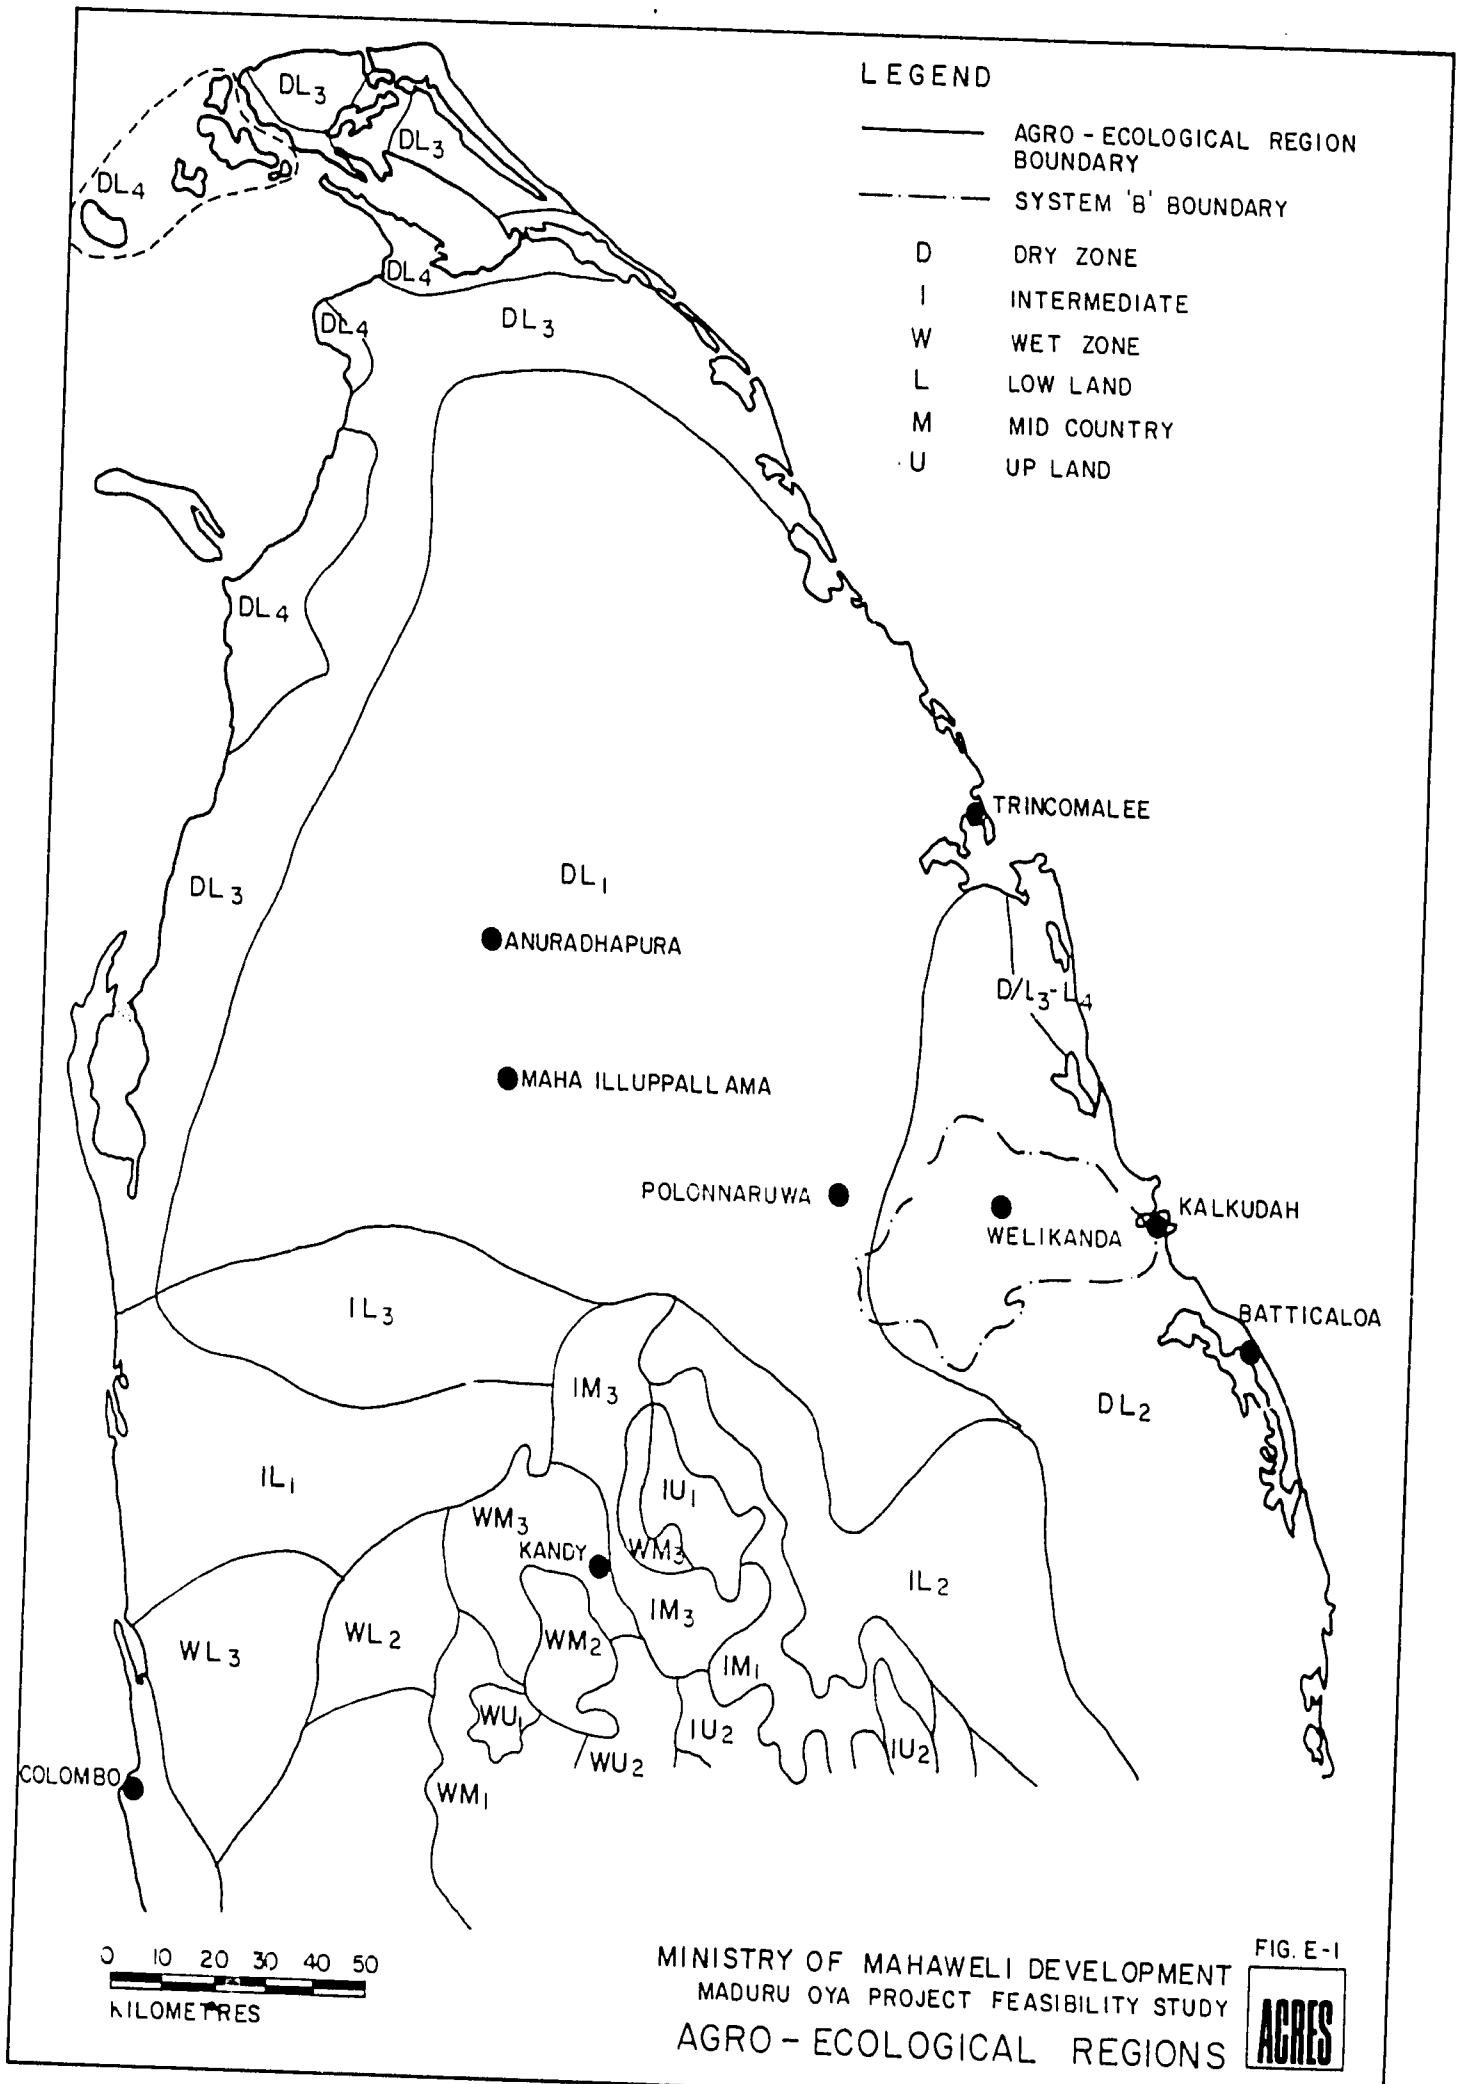 LEGEND
AGRO - ECOLOGICAL REGION
BOUNDARY
SYSTEM 'B' BOUNDARY
D DRY ZONE
I INTERMEDIATE
W WET ZONE
L LOW LAND
M MID COUNTRY
U UP LAND
DL3
DL3
DL4
DL4
DL4
DL3
DL4
TRINCOMALEE
DL1
DL3
ANURADHAPURA
D/L3-L4
MAHA ILLUPPALLAMA
POLONNARUWA
KALKUDAH
WELIKANDA
IL3
BATTICALOA
IM3
DL2
IL1
IU1
WM3
KANDY
WM3
IL2
IM3
WL3
WL2
WM2
IM1
WU1
IU2
IU2
WU2
COLOMBO
WM1
0 10 20 30 40 50
KILOMETRES
FIG. E-1
MINISTRY OF MAHAWELI DEVELOPMENT
MADURU OYA PROJECT FEASIBILITY STUDY
AGRO - ECOLOGICAL REGIONS
ACRES